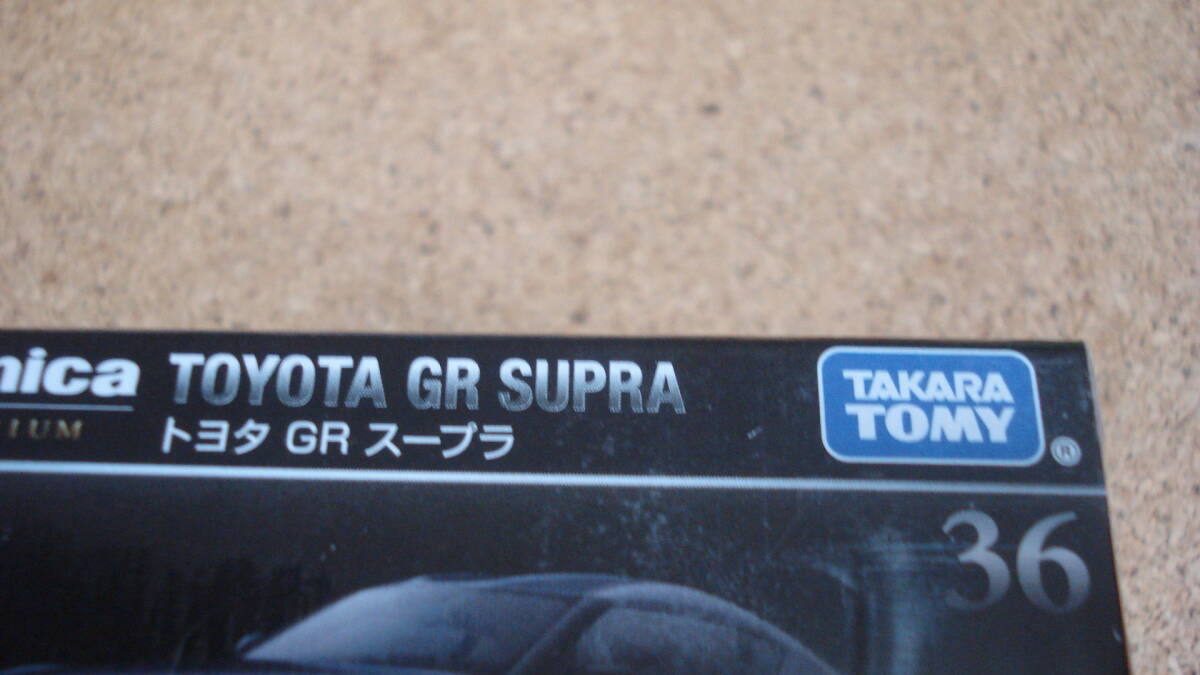 mica TOYOTA GR SUPRA
IUM トヨタ GR スープラ
TAKARA
TOMY
®
36